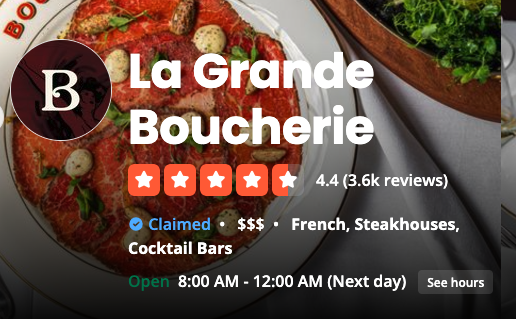 BOU
B
La Grande
Boucherie
4.4 (3.6k reviews)
Claimed • $$$ • French, Steakhouses,
Cocktail Bars
Open 8:00 AM - 12:00 AM (Next day) See hours